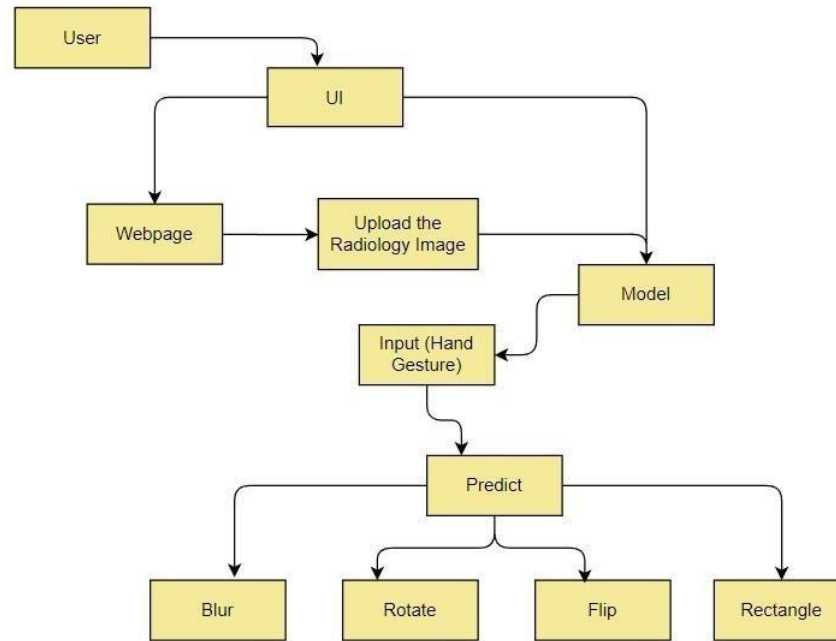 User
UI
Webpage
Upload the
Radiology Image
Model
Input (Hand
Gesture)
Predict
Blur
Rotate
Flip
Rectangle